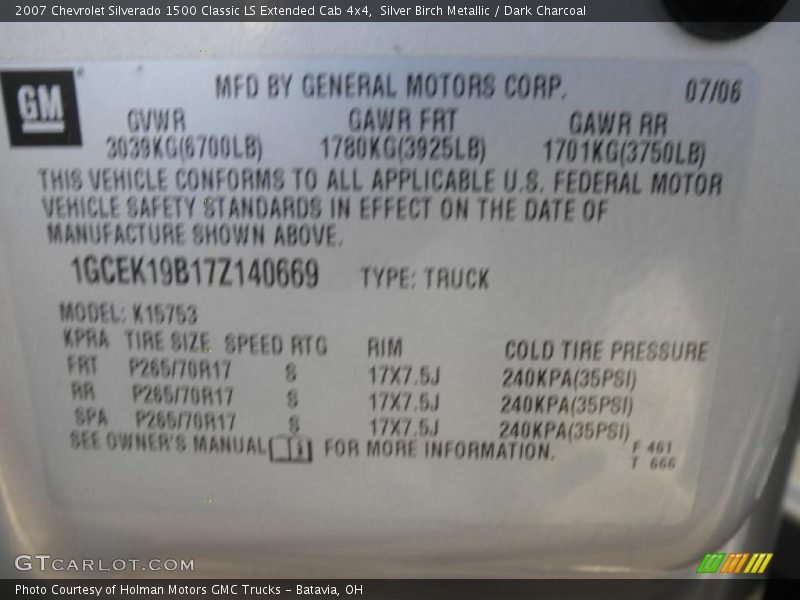 2007 Chevrolet Silverado 1500 Classic LS Extended Cab 4x4, Silver Birch Metallic / Dark Charcoal
GM
MFD BY GENERAL MOTORS CORP. 07/06
GVWR GAWR FRT GAWR RR
3039KG(6700LB) 1780KG(3925LB) 1701KG(3750LB)
THIS VEHICLE CONFORMS TO ALL APPLICABLE U.S. FEDERAL MOTOR
VEHICLE SAFETY STANDARDS IN EFFECT ON THE DATE OF
MANUFACTURE SHOWN ABOVE.
1GCEK19B17Z140669 TYPE: TRUCK
MODEL: K15753
KPRA TIRE SIZE SPEED RTG RIM COLD TIRE PRESSURE
FRT P265/70R17 S 17X7.5J 240KPA(35PSI)
RR P265/70R17 S 17X7.5J 240KPA(35PSI)
SPA P265/70R17 S 17X7.5J 240KPA(35PSI)
SEE OWNER'S MANUAL FOR MORE INFORMATION.
F 461
T 666
GTCARLOT.COM
Photo Courtesy of Holman Motors GMC Trucks – Batavia, OH